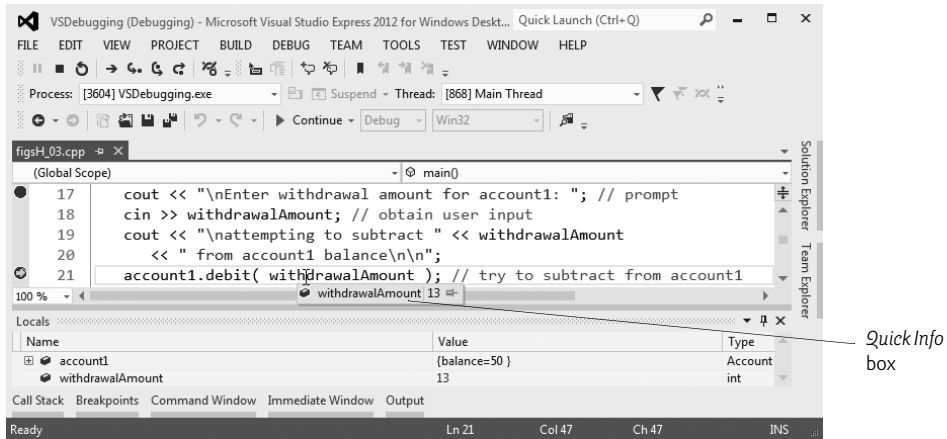 VSDebugging (Debugging) - Microsoft Visual Studio Express 2012 for Windows Deskt... Quick Launch (Ctrl+Q)
FILE EDIT VIEW PROJECT BUILD DEBUG TEAM TOOLS TEST WINDOW HELP
Process: [3604] VSDebugging.exe Suspend Thread: [868] Main Thread
Continue Debug Win32
figsH_03.cpp
(Global Scope) main()
17 cout << "\nEnter withdrawal amount for account1: "; // prompt
18 cin >> withdrawalAmount; // obtain user input
19 cout << "\nattempting to subtract " << withdrawalAmount
20 << " from account1 balance\n\n";
21 account1.debit( withdrawalAmount ); // try to subtract from account1
100 % withdrawalAmount 13
Solution Explorer
Team Explorer
Locals
Name Value Type
account1 {balance=50 } Account
withdrawalAmount 13 int
Call Stack Breakpoints Command Window Immediate Window Output
Ready Ln 21 Col 47 Ch 47 INS
Quick Info
box